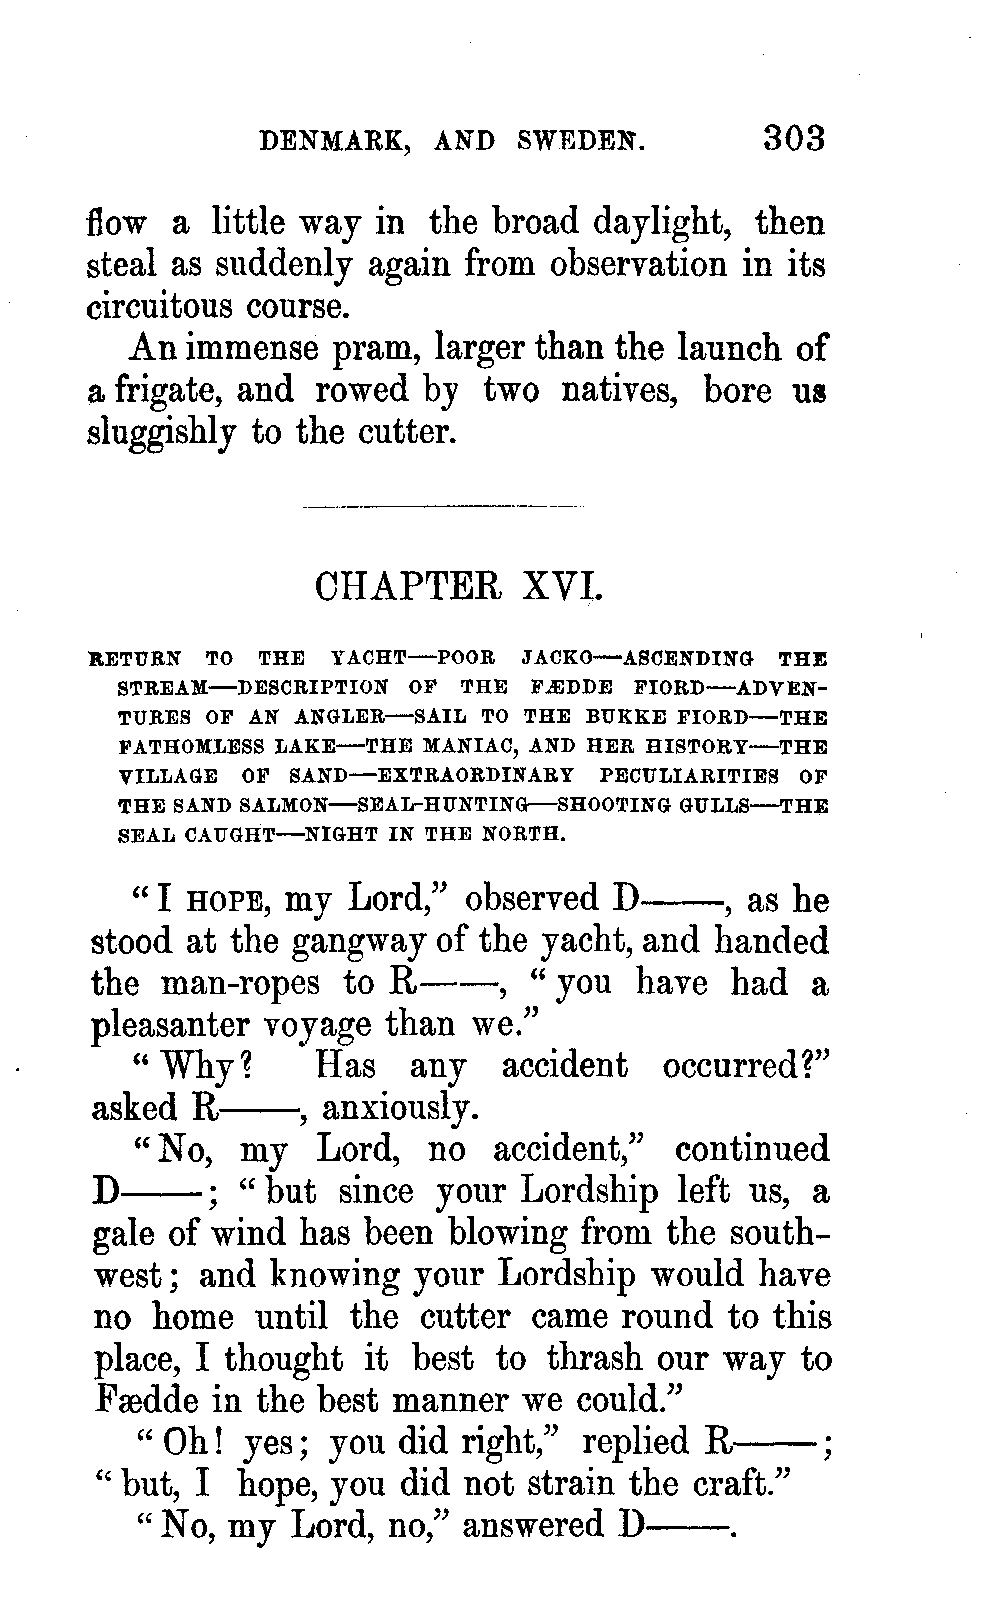 DENMARK, AND SWEDEN. 303
flow a little way in the broad daylight, then
steal as suddenly again from observation in its
circuitous course.
An immense pram, larger than the launch of
a frigate, and rowed by two natives, bore us
sluggishly to the cutter.
CHAPTER XVI.
RETURN TO THE YACHT—POOR JACKO—ASCENDING THE
STREAM—DESCRIPTION OF THE FÆDDE FIORD—ADVEN-
TURES OF AN ANGLER—SAIL TO THE BUKKE FIORD—THE
FATHOMLESS LAKE—THE MANIAC, AND HER HISTORY—THE
VILLAGE OF SAND—EXTRAORDINARY PECULIARITIES OF
THE SAND SALMON—SEAL-HUNTING—SHOOTING GULLS—THE
SEAL CAUGHT—NIGHT IN THE NORTH.
“I HOPE, my Lord,” observed D——, as he
stood at the gangway of the yacht, and handed
the man-ropes to R——, “you have had a
pleasanter voyage than we.”
“Why? Has any accident occurred?”
asked R——, anxiously.
“No, my Lord, no accident,” continued
D——; “but since your Lordship left us, a
gale of wind has been blowing from the south-
west; and knowing your Lordship would have
no home until the cutter came round to this
place, I thought it best to thrash our way to
Fædde in the best manner we could.”
“Oh! yes; you did right,” replied R——;
“but, I hope, you did not strain the craft.”
“No, my Lord, no,” answered D——.